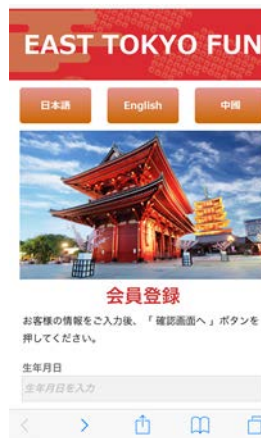 EAST TOKYO FUN
日本語
English
中國
会員登録
お客様の情報をご入力後、「 確認画面へ 」ボタンを
押してください。
生年月日
生年月日を入力